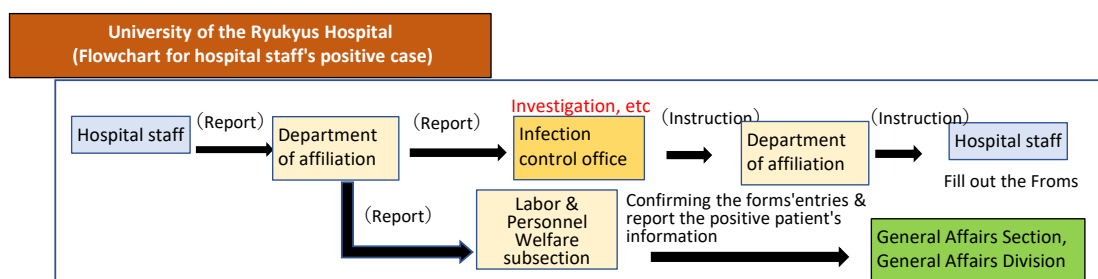 University of the Ryukyus Hospital
(Flowchart for hospital staff's positive case)
Hospital staff
（Report）
Department
of affiliation
（Report）
Investigation, etc
Infection
control office
（Instruction）
Department
of affiliation
（Instruction）
Hospital staff
Fill out the Froms
（Report）
Labor &
Personnel
Welfare
subsection
Confirming the forms'entries &
report the positive patient's
information
General Affairs Section,
General Affairs Division